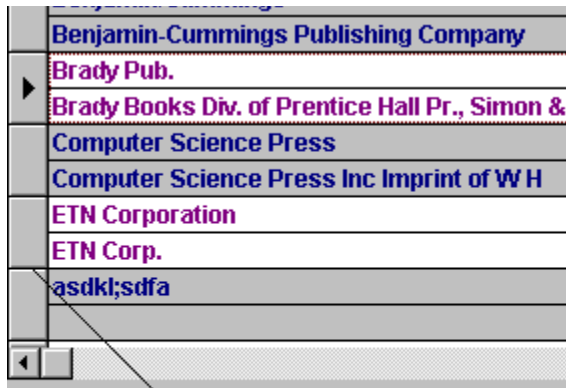 Benjamin-Cummings Publishing Company
Brady Pub.
Brady Books Div. of Prentice Hall Pr., Simon &
Computer Science Press
Computer Science Press Inc Imprint of W H
ETN Corporation
ETN Corp.
asdkl;sdfa